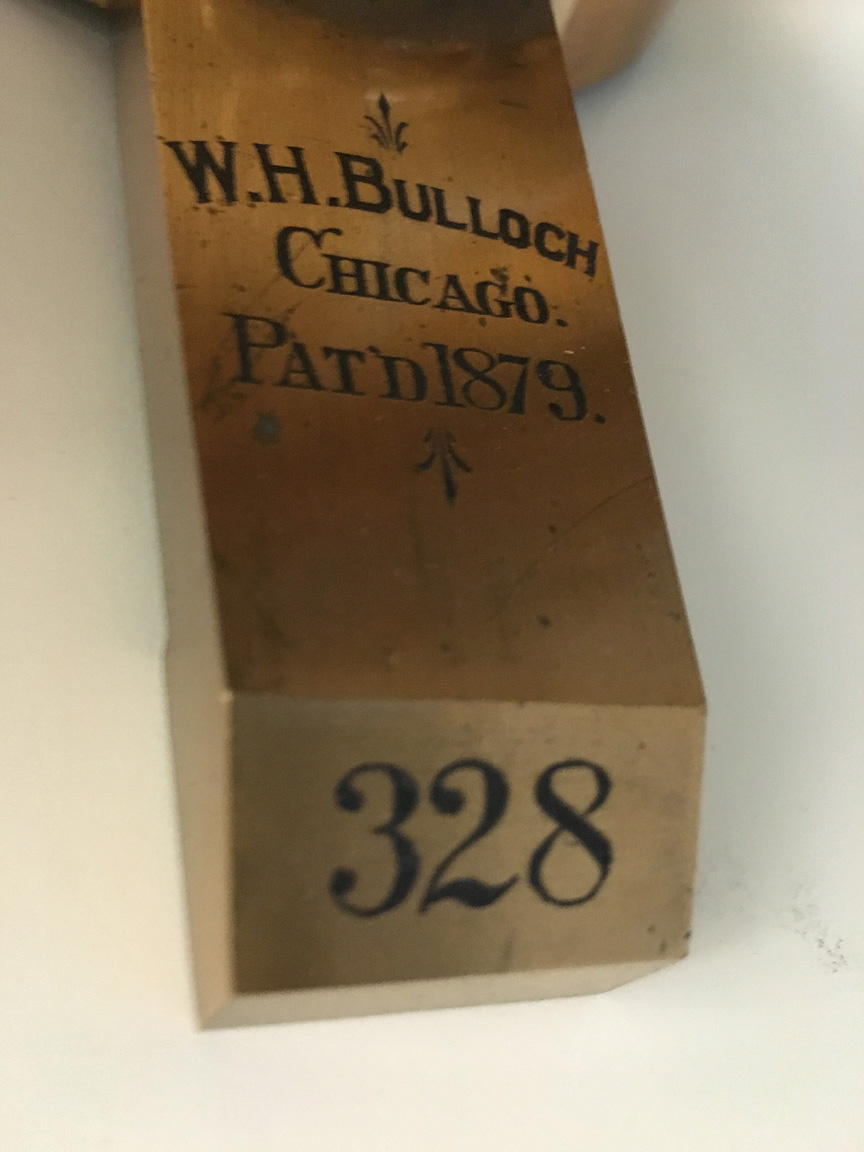 W.H.BULLOCH
CHICAGO.
PAT'D 1879.
328